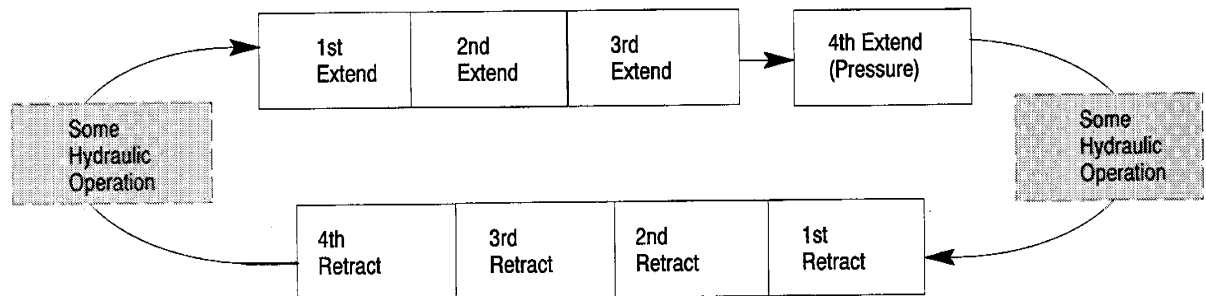 1st
Extend
2nd
Extend
3rd
Extend
4th Extend
(Pressure)
Some
Hydraulic
Operation
Some
Hydraulic
Operation
4th
Retract
3rd
Retract
2nd
Retract
1st
Retract